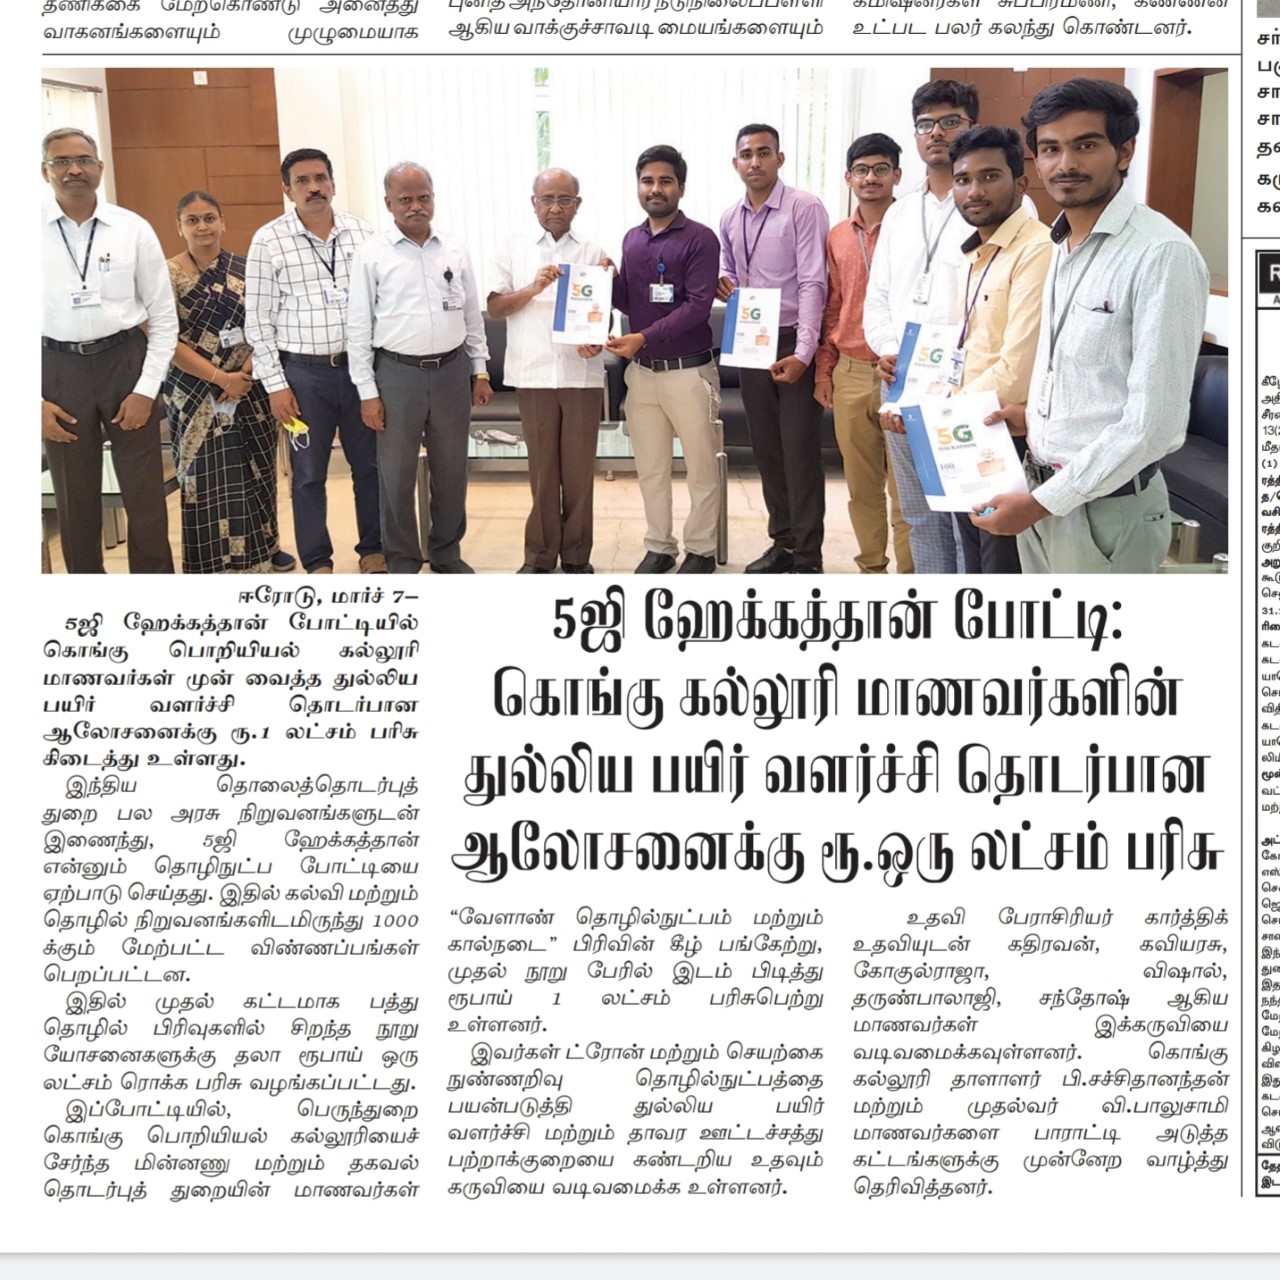 தணிக்கை மேற்கொண்டு அனைத்து
வாகனங்களையும் முழுமையாக
புனித அந்தோனியார் நடுநிலைப்பள்ளி
ஆகிய வாக்குச்சாவடி மையங்களையும்
உட்பட பலர் கலந்து கொண்டனர்.
5G
5G
5G
5G
100
ஈரோடு, மார்ச் 7–
5ஜி ஹேக்கத்தான் போட்டியில்
கொங்கு பொறியியல் கல்லூரி
மாணவர்கள் முன் வைத்த துல்லிய
பயிர் வளர்ச்சி தொடர்பான
ஆலோசனைக்கு ரூ.1 லட்சம் பரிசு
கிடைத்து உள்ளது.
இந்திய தொலைத்தொடர்புத்
துறை பல அரசு நிறுவனங்களுடன்
இணைந்து, 5ஜி ஹேக்கத்தான்
என்னும் தொழிநுட்ப போட்டியை
ஏற்பாடு செய்தது. இதில் கல்வி மற்றும்
தொழில் நிறுவனங்களிடமிருந்து 1000
க்கும் மேற்பட்ட விண்ணப்பங்கள்
பெறப்பட்டன.
இதில் முதல் கட்டமாக பத்து
தொழில் பிரிவுகளில் சிறந்த நூறு
யோசனைகளுக்கு தலா ரூபாய் ஒரு
லட்சம் ரொக்க பரிசு வழங்கப்பட்டது.
இப்போட்டியில், பெருந்துறை
கொங்கு பொறியியல் கல்லூரியைச்
சேர்ந்த மின்னணு மற்றும் தகவல்
தொடர்புத் துறையின் மாணவர்கள்
5ஜி ஹேக்கத்தான் போட்டி:
கொங்கு கல்லூரி மாணவர்களின்
துல்லிய பயிர் வளர்ச்சி தொடர்பான
ஆலோசனைக்கு ரூ.ஒரு லட்சம் பரிசு
“வேளாண் தொழில்நுட்பம் மற்றும்
கால்நடை” பிரிவின் கீழ் பங்கேற்று,
முதல் நூறு பேரில் இடம் பிடித்து
ரூபாய் 1 லட்சம் பரிசுபெற்று
உள்ளனர்.
இவர்கள் ட்ரோன் மற்றும் செயற்கை
நுண்ணறிவு தொழில்நுட்பத்தை
பயன்படுத்தி துல்லிய பயிர்
வளர்ச்சி மற்றும் தாவர ஊட்டச்சத்து
பற்றாக்குறையை கண்டறிய உதவும்
கருவியை வடிவமைக்க உள்ளனர்.
உதவி பேராசிரியர் கார்த்திக்
உதவியுடன் கதிரவன், கவியரசு,
கோகுல்ராஜா, விஷால்,
தருண்பாலாஜி, சந்தோஷ் ஆகிய
மாணவர்கள் இக்கருவியை
வடிவமைக்கவுள்ளனர். கொங்கு
கல்லூரி தாளாளர் பி.சச்சிதானந்தன்
மற்றும் முதல்வர் வி.பாலுசாமி
மாணவர்களை பாராட்டி அடுத்த
கட்டங்களுக்கு முன்னேற வாழ்த்து
தெரிவித்தனர்.